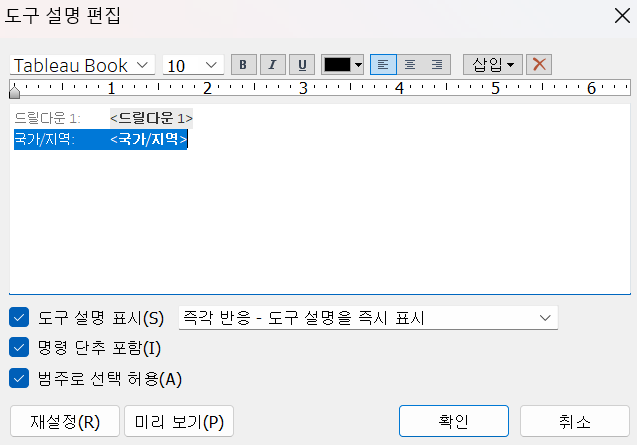 도구 설명 편집
Tableau Book 10 B I U 삽입
1 2 3 4 5 6
드릴다운 1: <드릴다운 1>
국가/지역: <국가/지역>
도구 설명 표시(S) 즉각 반응 - 도구 설명을 즉시 표시
명령 단추 포함(I)
범주로 선택 허용(A)
재설정(R) 미리 보기(P) 확인 취소